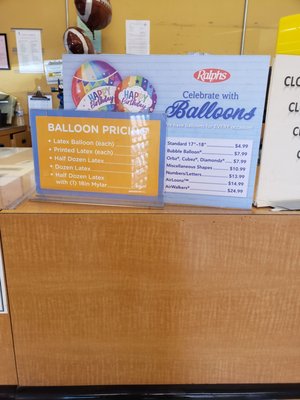 HAPPY
Birthday
HAPPY
BIRTHDAY
Ralphs
Celebrate with
Balloons
BALLOON PRICING
• Latex Balloon (each)
• Printed Latex (each)
• Half Dozen Latex
• Dozen Latex
• Half Dozen Latex
with (1) 18in Mylar
Standard 17"-18" $4.99
Bubble Balloon® $7.99
Orbz®, Cubez®, Diamondz® $7.99
Miscellaneous Shapes $10.99
Numbers/Letters $13.99
AirLoonz™ $14.99
AirWalkers® $24.99